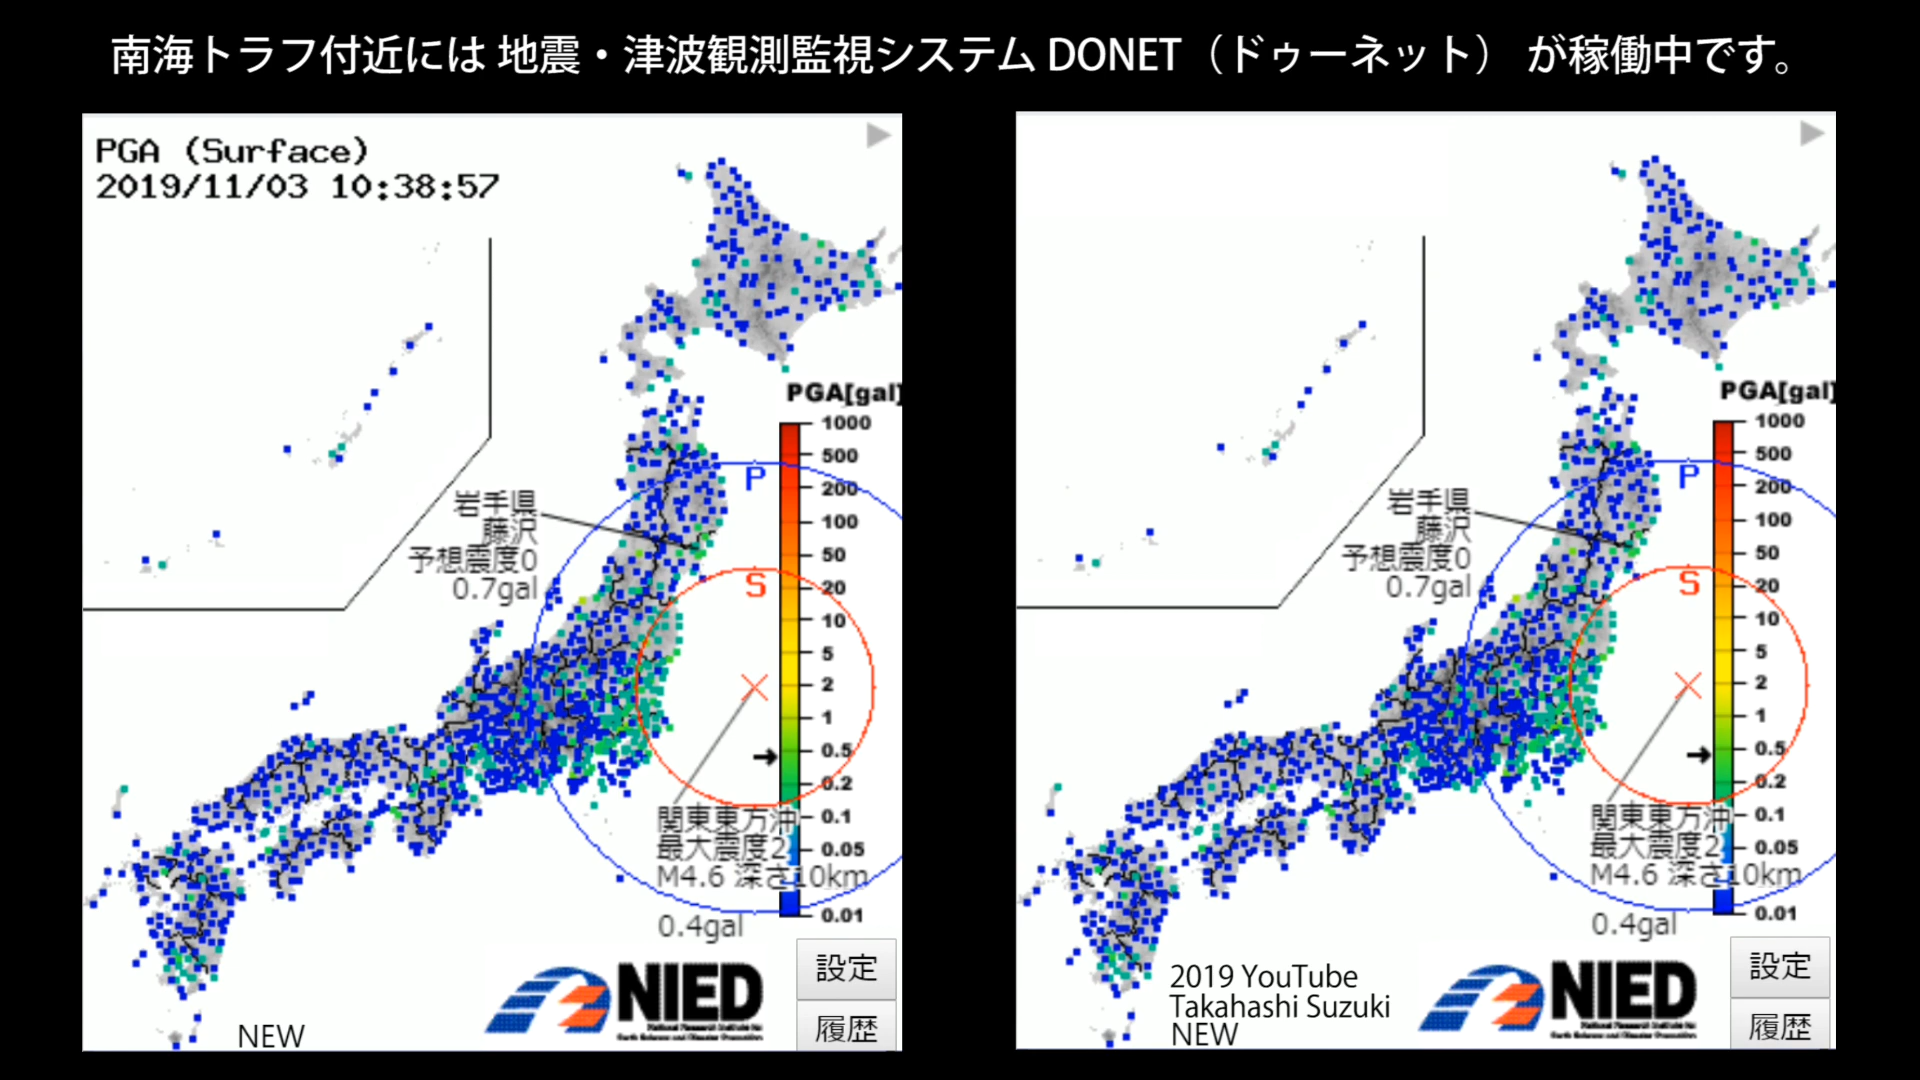 南海トラフ付近には 地震・津波観測監視システム DONET（ドゥーネット） が稼働中です。
PGA (Surface)
2019/11/03 10:38:57
PGA[gal]
1000
500
200
100
50
20
10
5
2
1
0.5
0.2
0.1
0.05
0.01
P
S
岩手県
藤沢
予想震度0
0.7gal
関東東方沖
最大震度2
M4.6 深さ10km
0.4gal
設定
履歴
NIED
NEW
PGA[gal]
1000
500
200
100
50
20
10
5
2
1
0.5
0.2
0.1
0.05
0.01
P
S
岩手県
藤沢
予想震度0
0.7gal
関東東方沖
最大震度2
M4.6 深さ10km
0.4gal
設定
履歴
NIED
2019 YouTube
Takahashi Suzuki
NEW